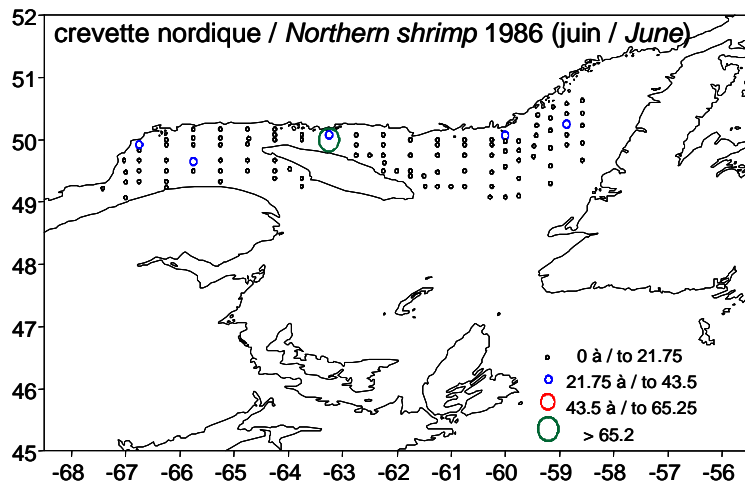 crevette nordique / Northern shrimp 1986 (juin / June)
52
51
50
49
48
47
46
45
0 à / to 21.75
21.75 à / to 43.5
43.5 à / to 65.25
> 65.2
-68 -67 -66 -65 -64 -63 -62 -61 -60 -59 -58 -57 -56